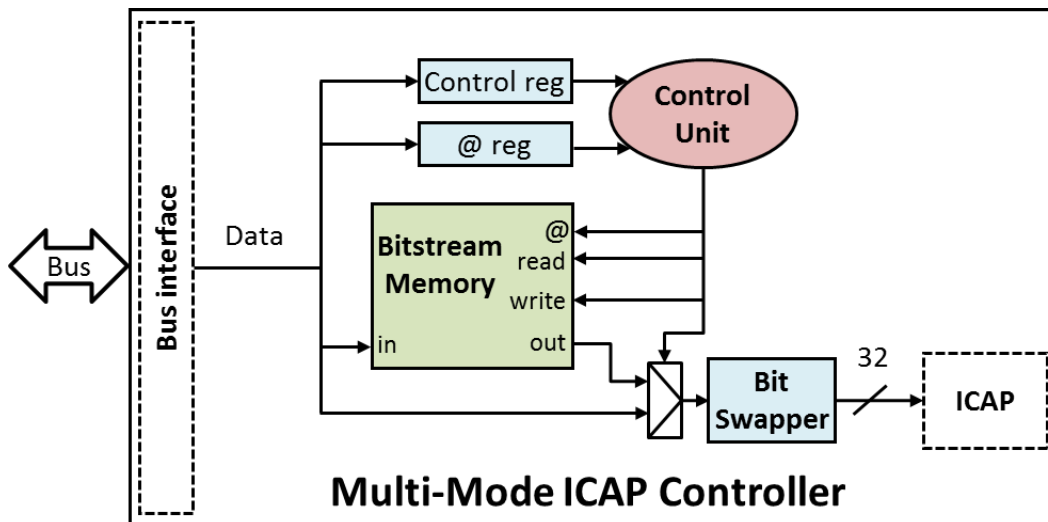 Control reg
@ reg
Control
Unit
Bus
Bus interface
Data
Bitstream
Memory
@
read
write
in
out
Bit
Swapper
32
ICAP
Multi-Mode ICAP Controller